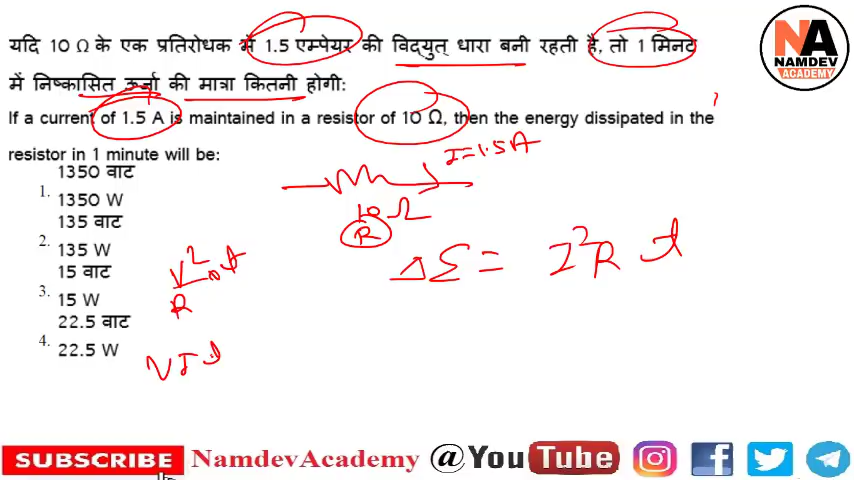 यदि 10 Ω के एक प्रतिरोधक में 1.5 एम्पेयर की विद्युत् धारा बनी रहती है, तो 1 मिनट
में निष्कासित ऊर्जा की मात्रा कितनी होगी:
If a current of 1.5 A is maintained in a resistor of 10 Ω, then the energy dissipated in the
resistor in 1 minute will be:
1350 वाट
1.
1350 W
135 वाट
2.
135 W
15 वाट
3.
15 W
22.5 वाट
4.
22.5 W
I=1.5A
10 Ω
R
ΔE = I²R t
V²/R . t
VIt
NA
NAMDEV
ACADEMY
SUBSCRIBE NamdevAcademy @YouTube